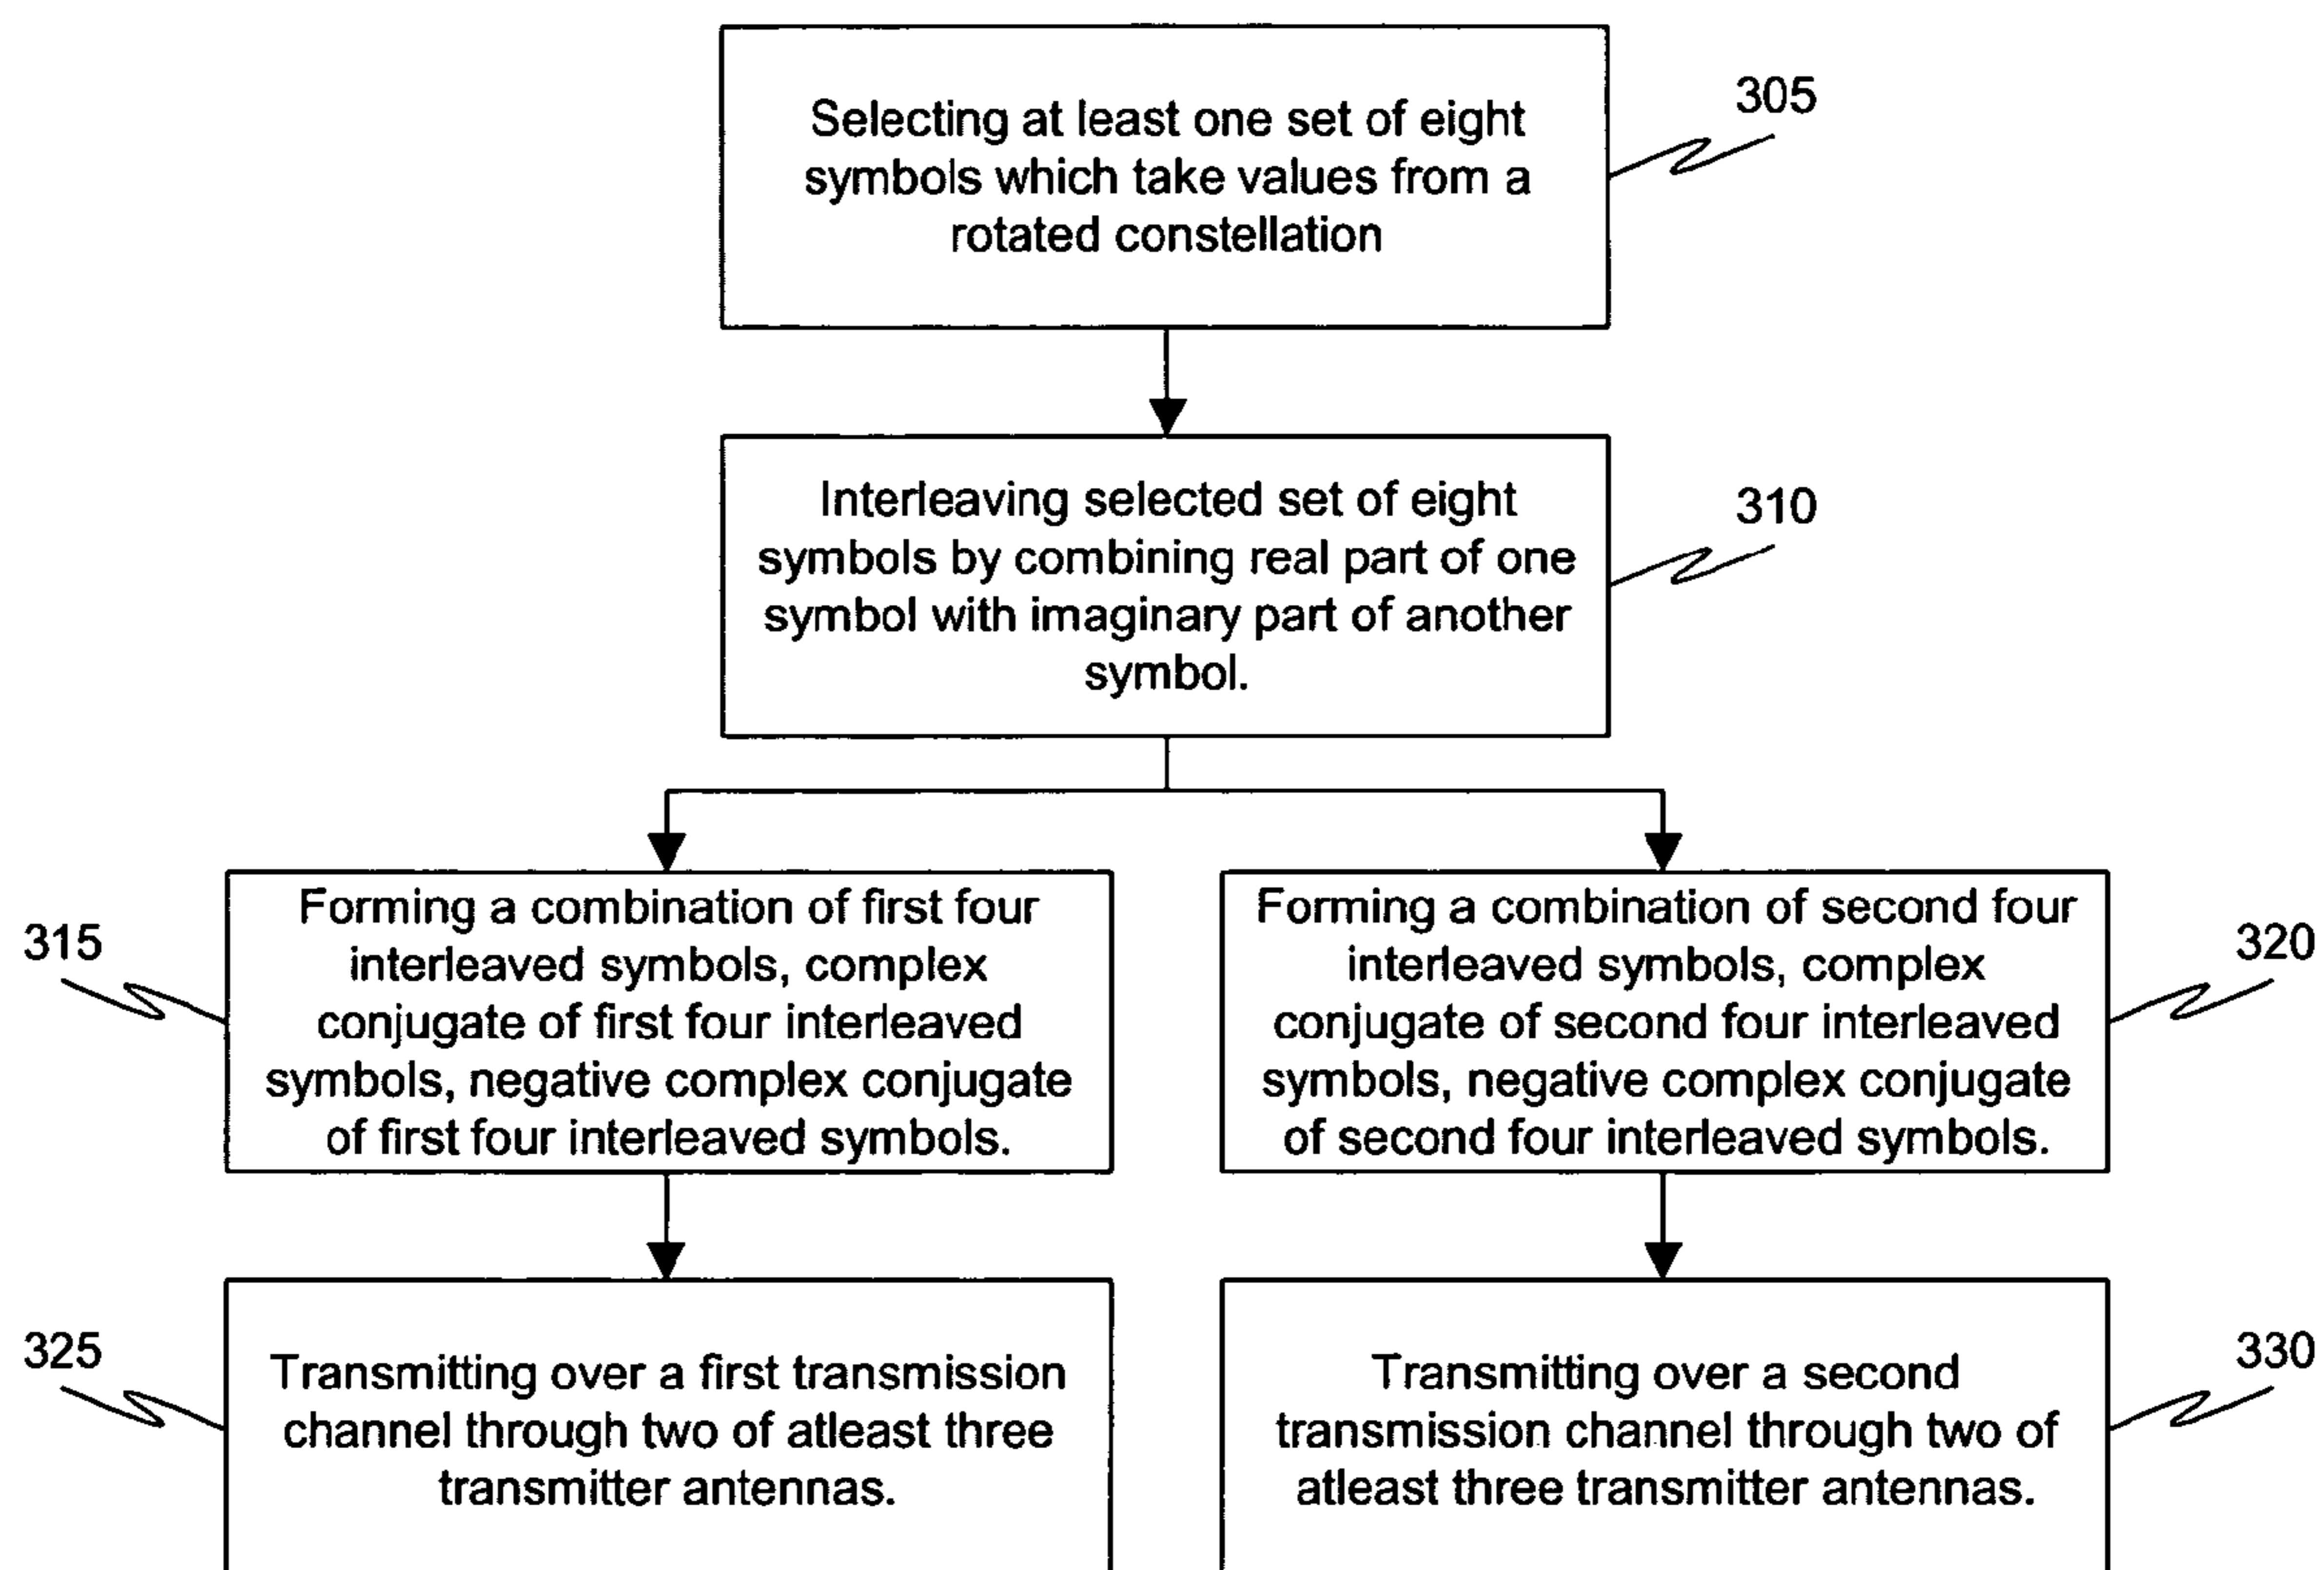 Selecting at least one set of eight
symbols which take values from a
rotated constellation
305
Interleaving selected set of eight
symbols by combining real part of one
symbol with imaginary part of another
symbol.
310
315
Forming a combination of first four
interleaved symbols, complex
conjugate of first four interleaved
symbols, negative complex conjugate
of first four interleaved symbols.
Forming a combination of second four
interleaved symbols, complex
conjugate of second four interleaved
symbols, negative complex conjugate
of second four interleaved symbols.
320
325
Transmitting over a first transmission
channel through two of atleast three
transmitter antennas.
Transmitting over a second
transmission channel through two of
atleast three transmitter antennas.
330